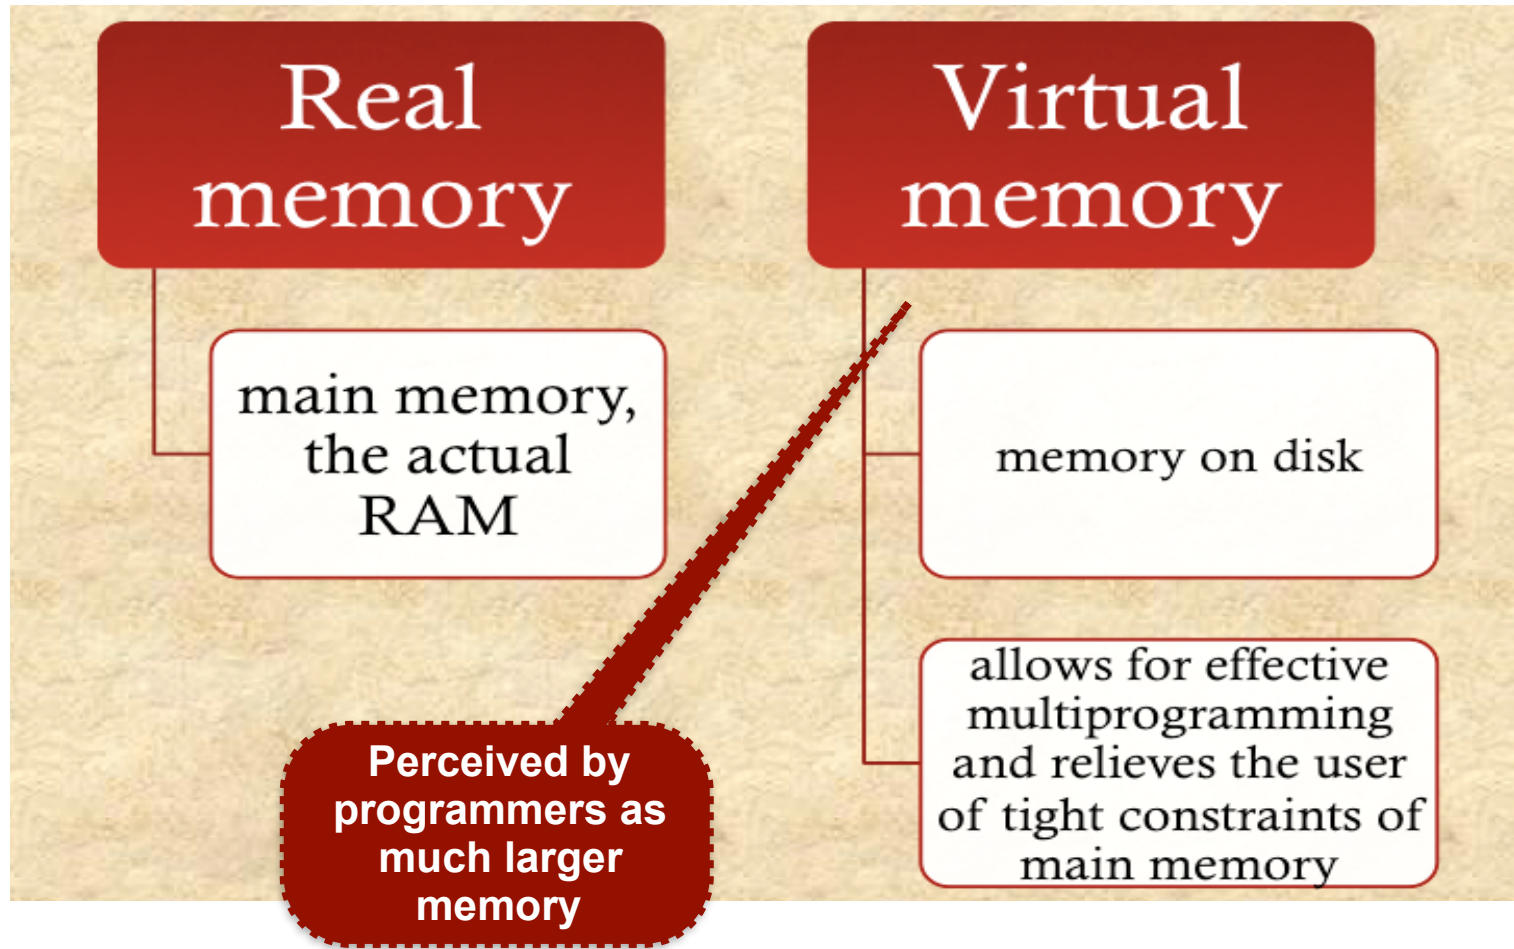 Real
memory
main memory,
the actual
RAM
Virtual
memory
memory on disk
allows for effective
multiprogramming
and relieves the user
of tight constraints of
main memory
Perceived by
programmers as
much larger
memory